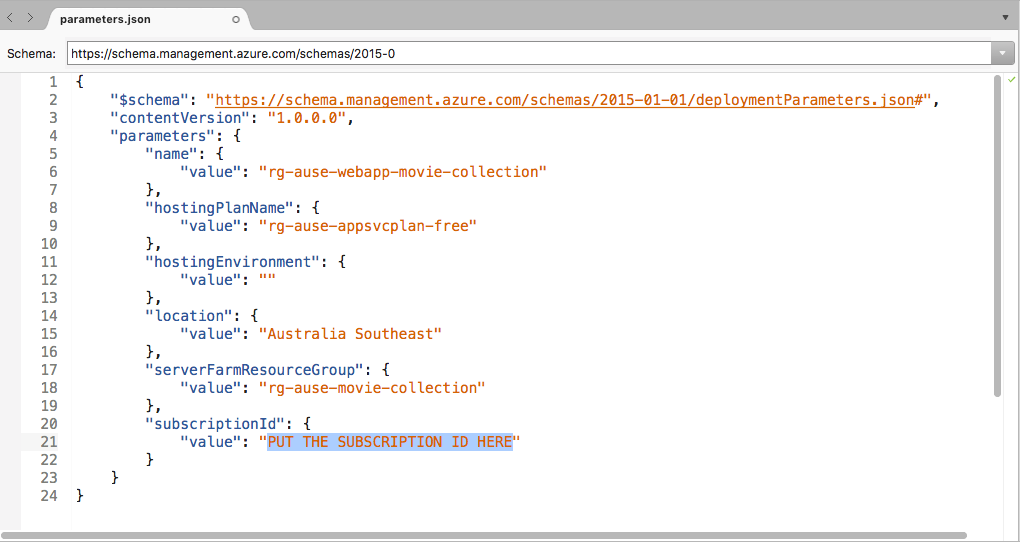 parameters.json
Schema: https://schema.management.azure.com/schemas/2015-0
1 {
2 "$schema": "https://schema.management.azure.com/schemas/2015-01-01/deploymentParameters.json#",
3 "contentVersion": "1.0.0.0",
4 "parameters": {
5 "name": {
6 "value": "rg-ause-webapp-movie-collection"
7 },
8 "hostingPlanName": {
9 "value": "rg-ause-appsvcplan-free"
10 },
11 "hostingEnvironment": {
12 "value": ""
13 },
14 "location": {
15 "value": "Australia Southeast"
16 },
17 "serverFarmResourceGroup": {
18 "value": "rg-ause-movie-collection"
19 },
20 "subscriptionId": {
21 "value": "PUT THE SUBSCRIPTION ID HERE"
22 }
23 }
24 }